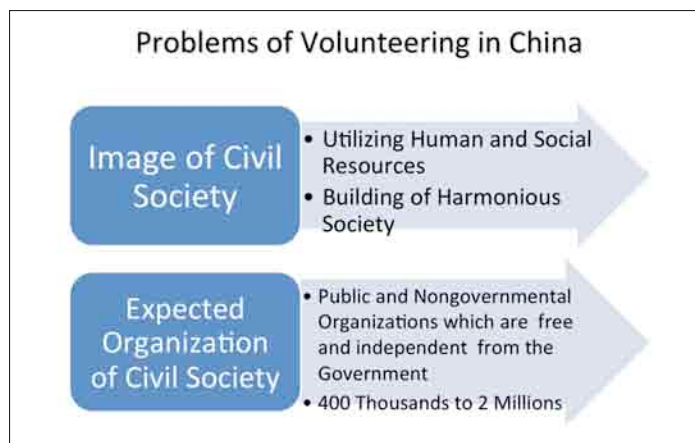 Problems of Volunteering in China
Image of Civil
Society
• Utilizing Human and Social
Resources
• Building of Harmonious
Society
Expected
Organization
of Civil Society
• Public and Nongovernmental
Organizations which are free
and independent from the
Government
• 400 Thousands to 2 Millions